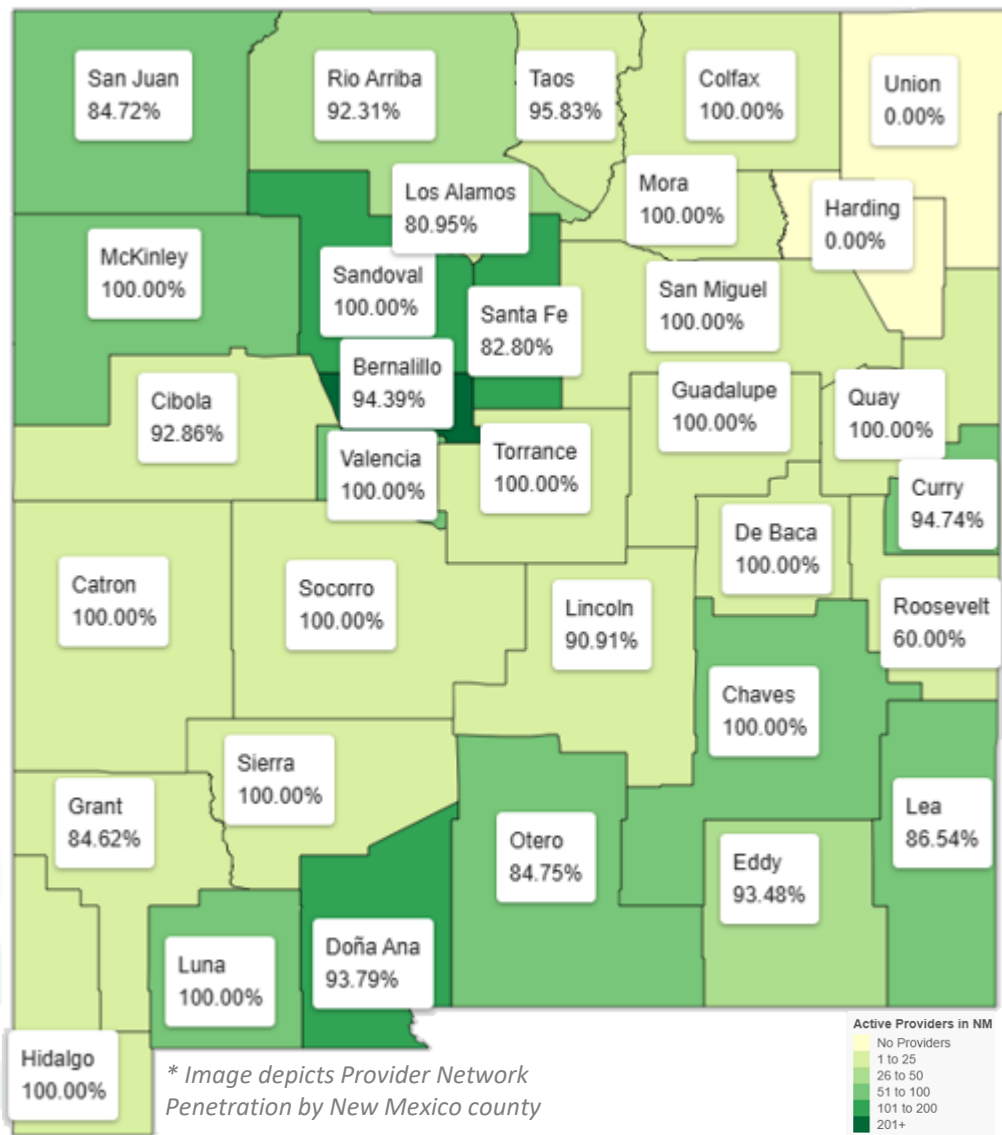 San Juan
84.72%
Rio Arriba
92.31%
Taos
95.83%
Colfax
100.00%
Union
0.00%
Los Alamos
80.95%
Mora
100.00%
Harding
0.00%
McKinley
100.00%
Sandoval
100.00%
Santa Fe
82.80%
San Miguel
100.00%
Bernalillo
94.39%
Cibola
92.86%
Guadalupe
100.00%
Quay
100.00%
Valencia
100.00%
Torrance
100.00%
Curry
94.74%
De Baca
100.00%
Catron
100.00%
Socorro
100.00%
Lincoln
90.91%
Roosevelt
60.00%
Chaves
100.00%
Sierra
100.00%
Grant
84.62%
Otero
84.75%
Eddy
93.48%
Lea
86.54%
Luna
100.00%
Doña Ana
93.79%
Hidalgo
100.00%
* Image depicts Provider Network
Penetration by New Mexico county
Active Providers in NM
No Providers
1 to 25
26 to 50
51 to 100
101 to 200
201+